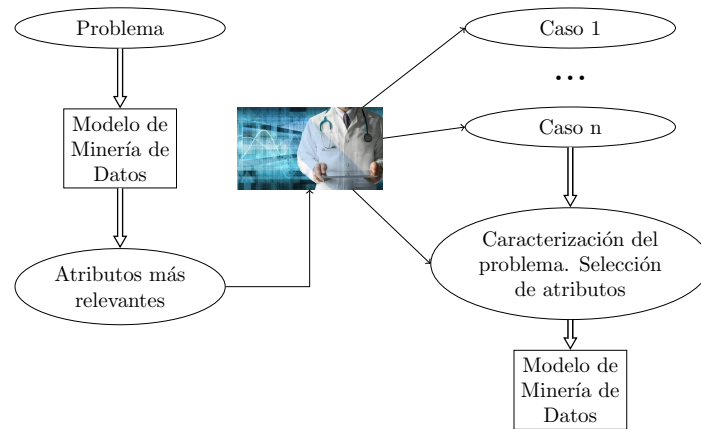 Problema
Modelo de
Minería de
Datos
Atributos más
relevantes
Caso 1
...
Caso n
Caracterización del
problema. Selección
de atributos
Modelo de
Minería de
Datos